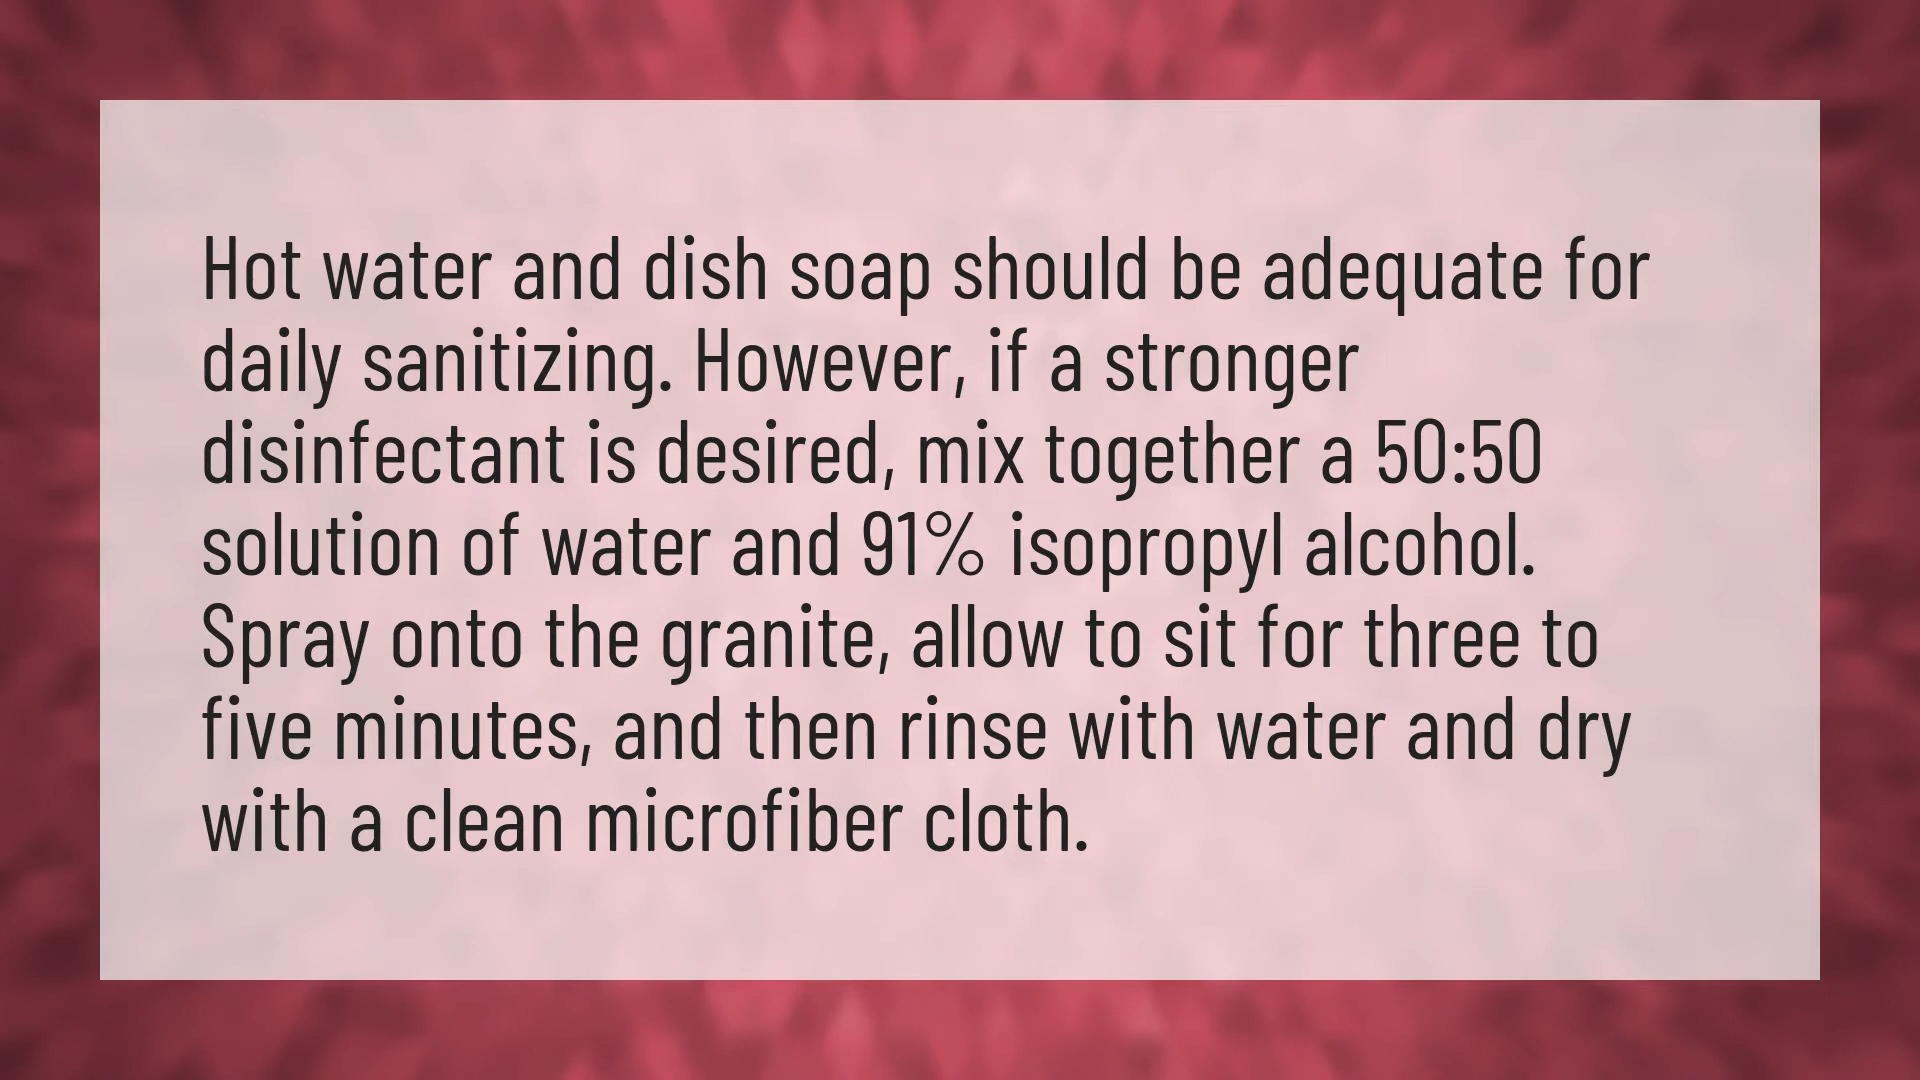 Hot water and dish soap should be adequate for
daily sanitizing. However, if a stronger
disinfectant is desired, mix together a 50:50
solution of water and 91% isopropyl alcohol.
Spray onto the granite, allow to sit for three to
five minutes, and then rinse with water and dry
with a clean microfiber cloth.